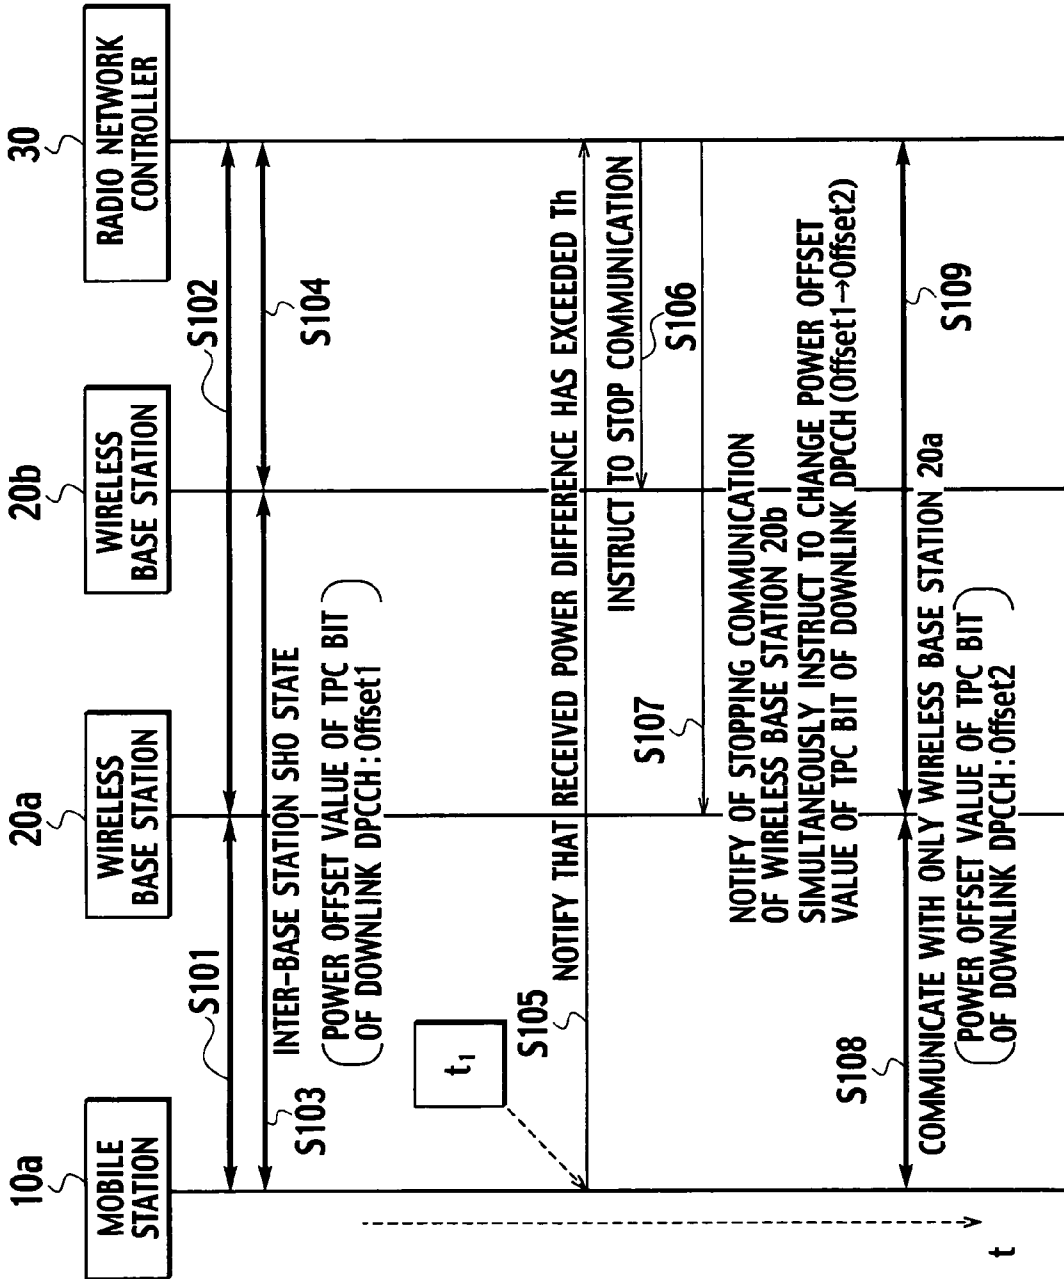 10a
MOBILE
STATION
20a
WIRELESS
BASE STATION
20b
WIRELESS
BASE STATION
30
RADIO NETWORK
CONTROLLER
S101
S102
S103
INTER-BASE STATION SHO STATE
S104
(POWER OFFSET VALUE OF TPC BIT
OF DOWNLINK DPCCH:Offset1)
t1
S105
NOTIFY THAT RECEIVED POWER DIFFERENCE HAS EXCEEDED Th
INSTRUCT TO STOP COMMUNICATION
S106
S107
NOTIFY OF STOPPING COMMUNICATION
OF WIRELESS BASE STATION 20b
SIMULTANEOUSLY INSTRUCT TO CHANGE POWER OFFSET
VALUE OF TPC BIT OF DOWNLINK DPCCH (Offset1→Offset2)
S108
S109
COMMUNICATE WITH ONLY WIRELESS BASE STATION 20a
(POWER OFFSET VALUE OF TPC BIT
OF DOWNLINK DPCCH:Offset2)
t